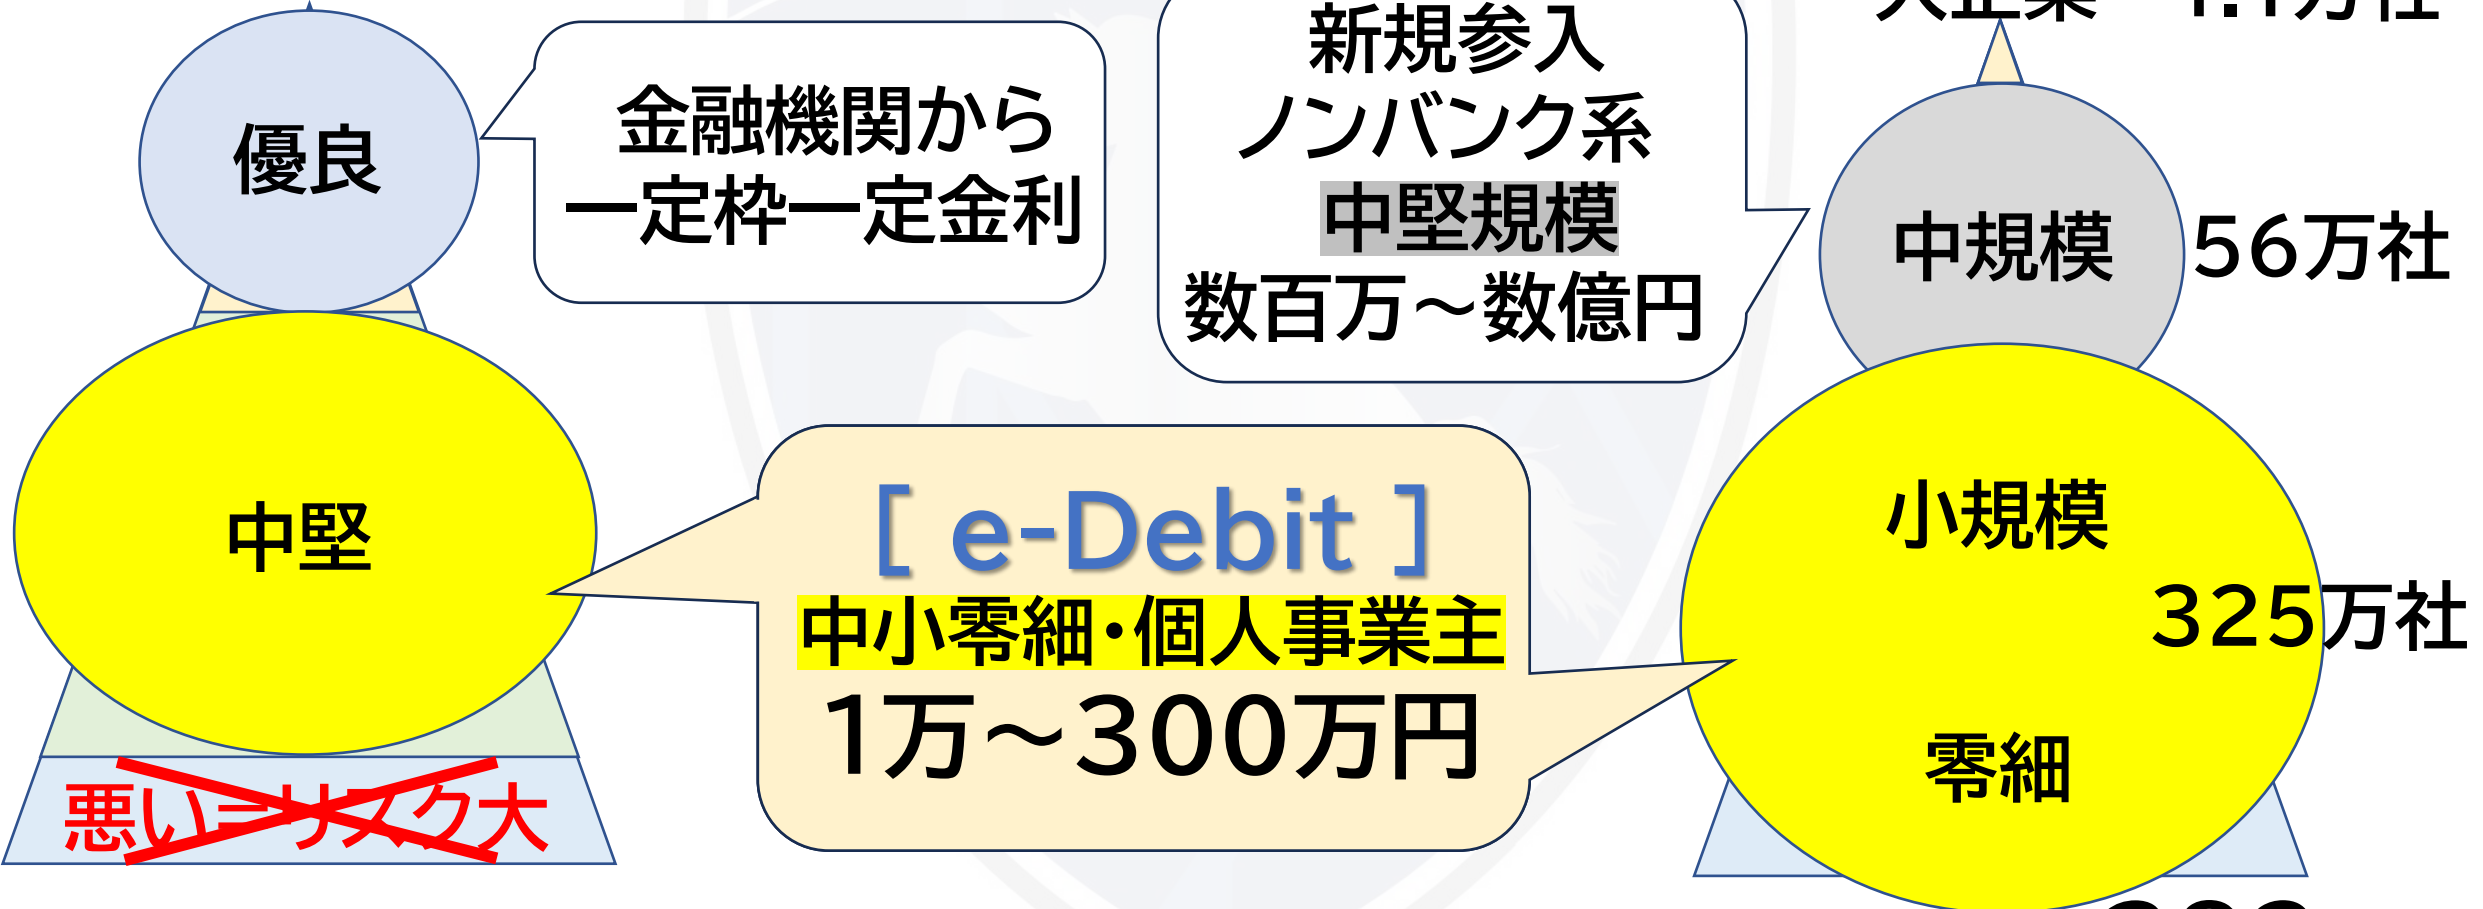 優良
金融機関から
一定枠一定金利
新規参入
ノンバンク系
中堅規模
数百万～数億円
中規模 56万社
中堅
[ e-Debit ]
中小零細・個人事業主
1万～300万円
小規模
325万社
零細
悪い=リスク大